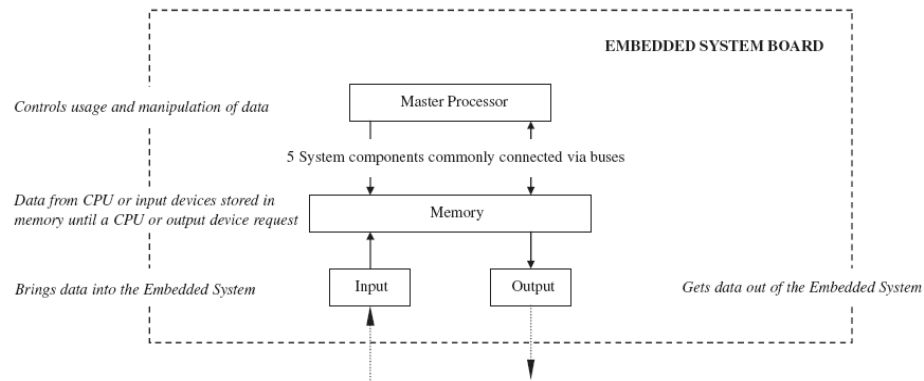 EMBEDDED SYSTEM BOARD
Controls usage and manipulation of data
Master Processor
5 System components commonly connected via buses
Data from CPU or input devices stored in
memory until a CPU or output device request
Memory
Brings data into the Embedded System
Input
Output
Gets data out of the Embedded System